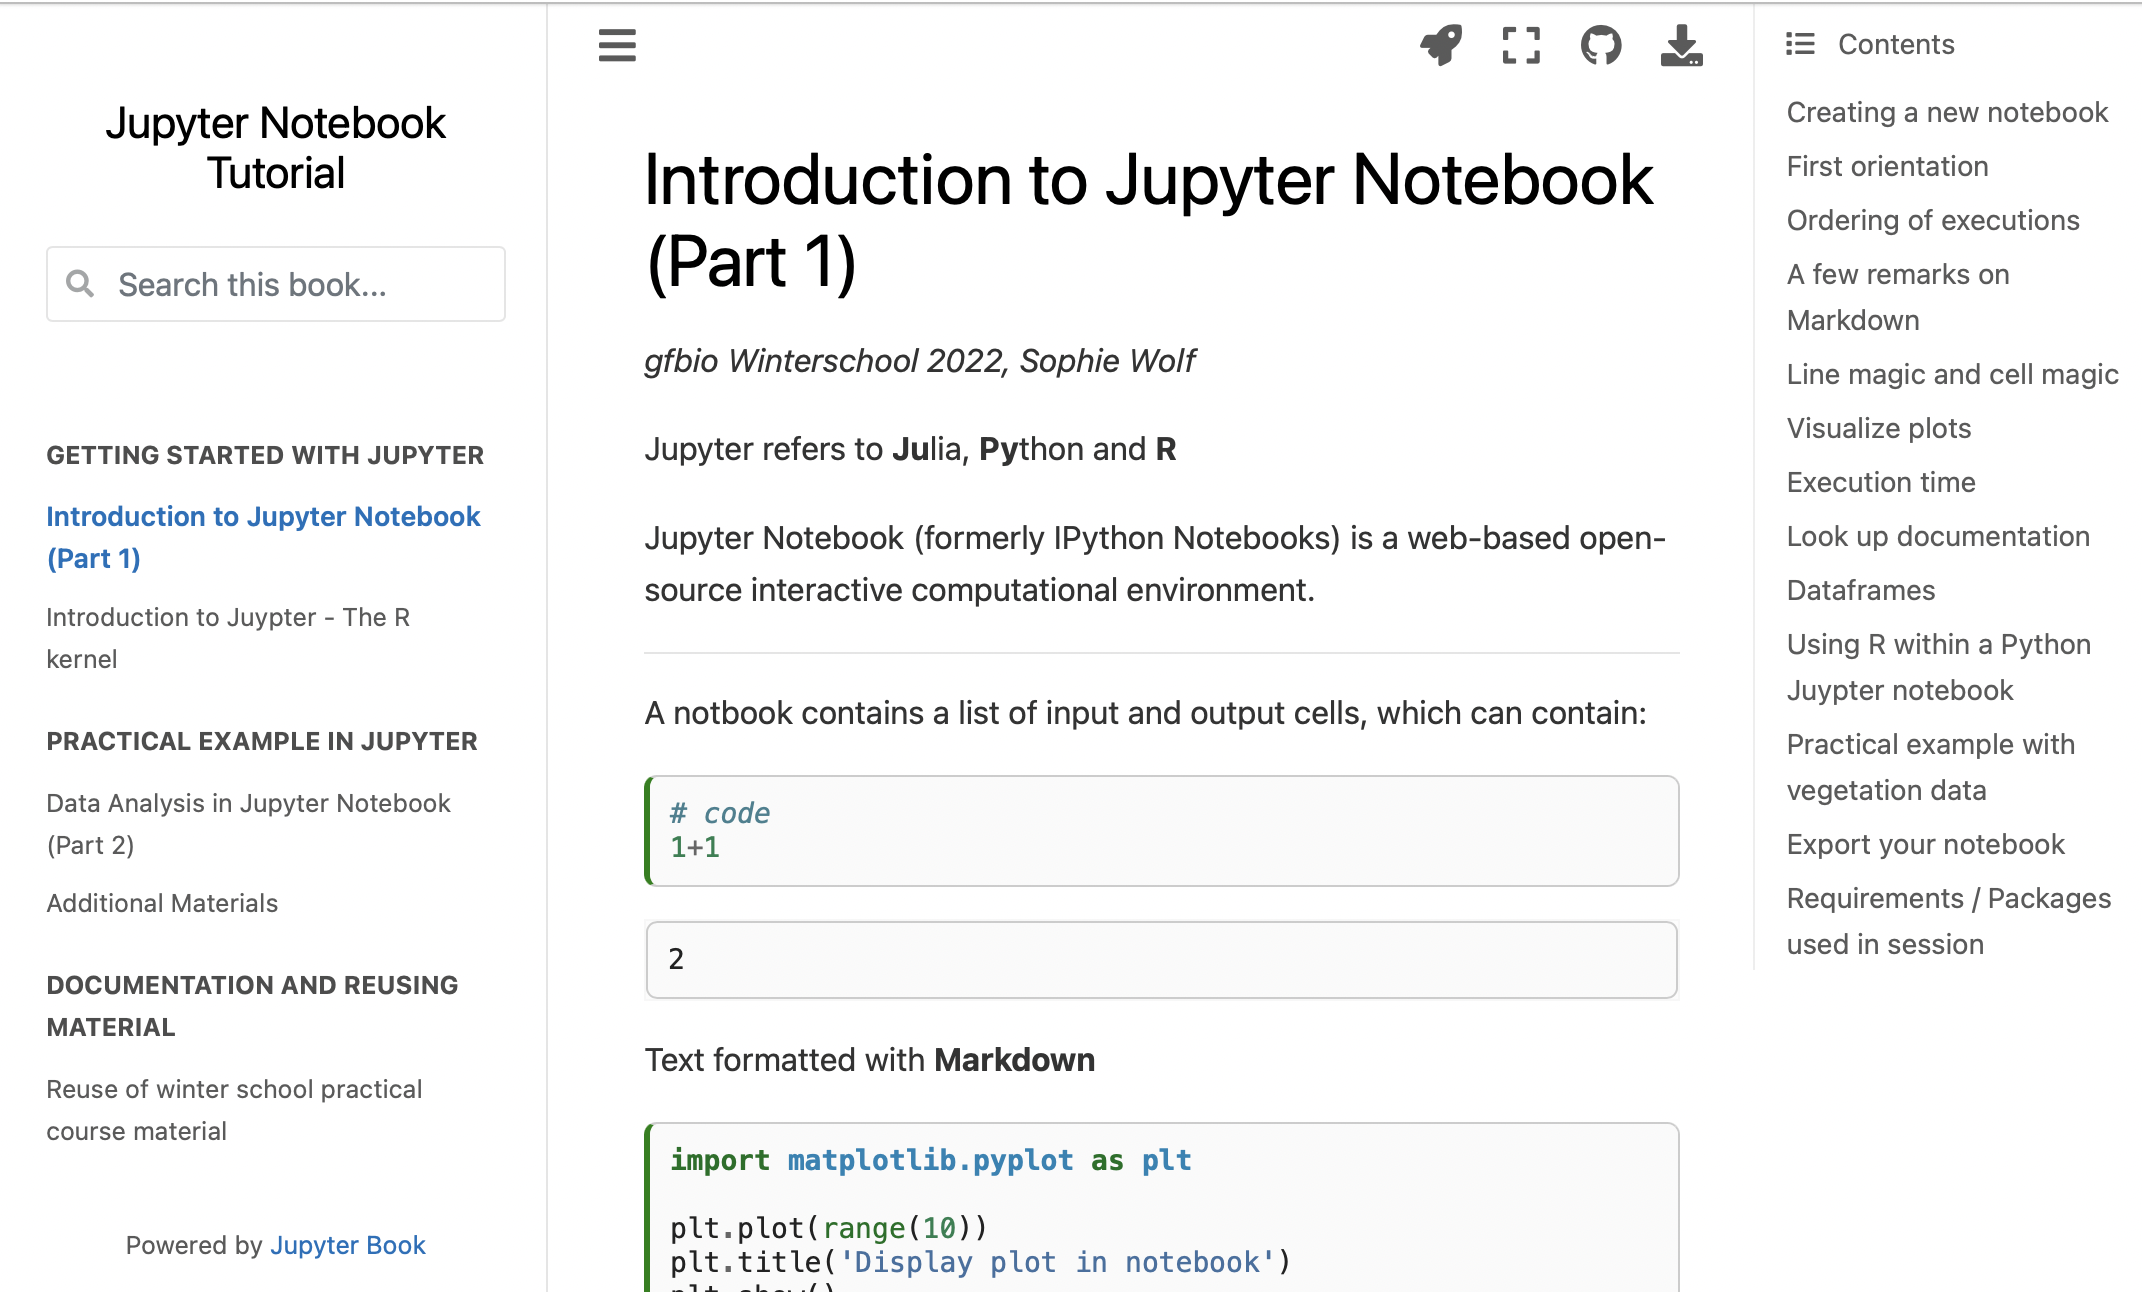 Jupyter Notebook
Tutorial
Search this book...
GETTING STARTED WITH JUPYTER
Introduction to Jupyter Notebook
(Part 1)
Introduction to Juypter - The R
kernel
PRACTICAL EXAMPLE IN JUPYTER
Data Analysis in Jupyter Notebook
(Part 2)
Additional Materials
DOCUMENTATION AND REUSING
MATERIAL
Reuse of winter school practical
course material
Powered by Jupyter Book
Introduction to Jupyter Notebook
(Part 1)
gfbio Winterschool 2022, Sophie Wolf
Jupyter refers to Julia, Python and R
Jupyter Notebook (formerly IPython Notebooks) is a web-based open-
source interactive computational environment.
A notbook contains a list of input and output cells, which can contain:
# code
1+1
2
Text formatted with Markdown
import matplotlib.pyplot as plt
plt.plot(range(10))
plt.title('Display plot in notebook')
plt.show()
Contents
Creating a new notebook
First orientation
Ordering of executions
A few remarks on
Markdown
Line magic and cell magic
Visualize plots
Execution time
Look up documentation
Dataframes
Using R within a Python
Juypter notebook
Practical example with
vegetation data
Export your notebook
Requirements / Packages
used in session